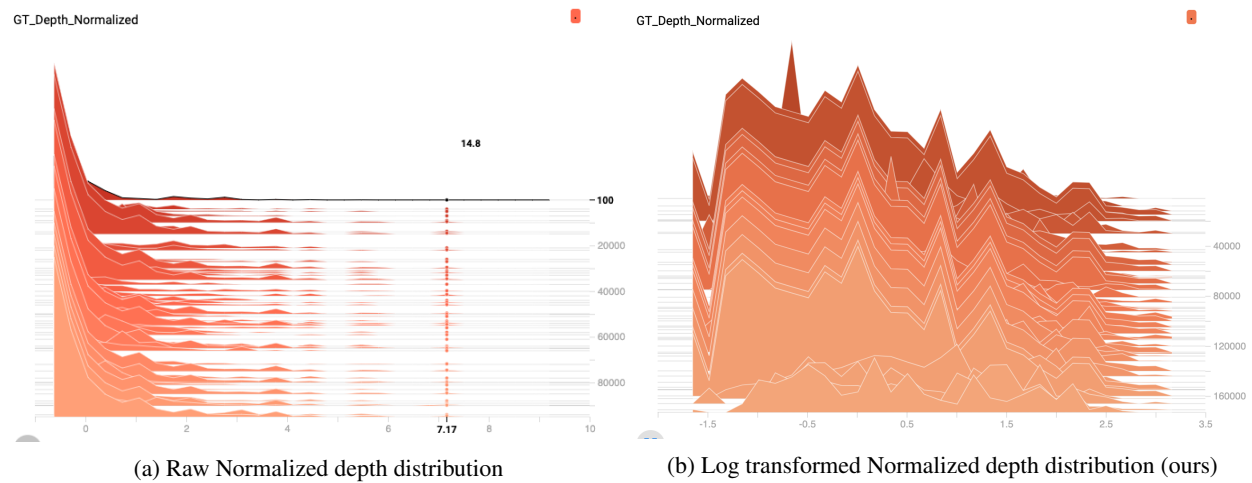 GT_Depth_Normalized
14.8
100
20000
40000
60000
80000
0 2 4 6 7.17 8 10
(a) Raw Normalized depth distribution
GT_Depth_Normalized
40000
80000
120000
160000
-1.5 -0.5 0.5 1.5 2.5 3.5
(b) Log transformed Normalized depth distribution (ours)